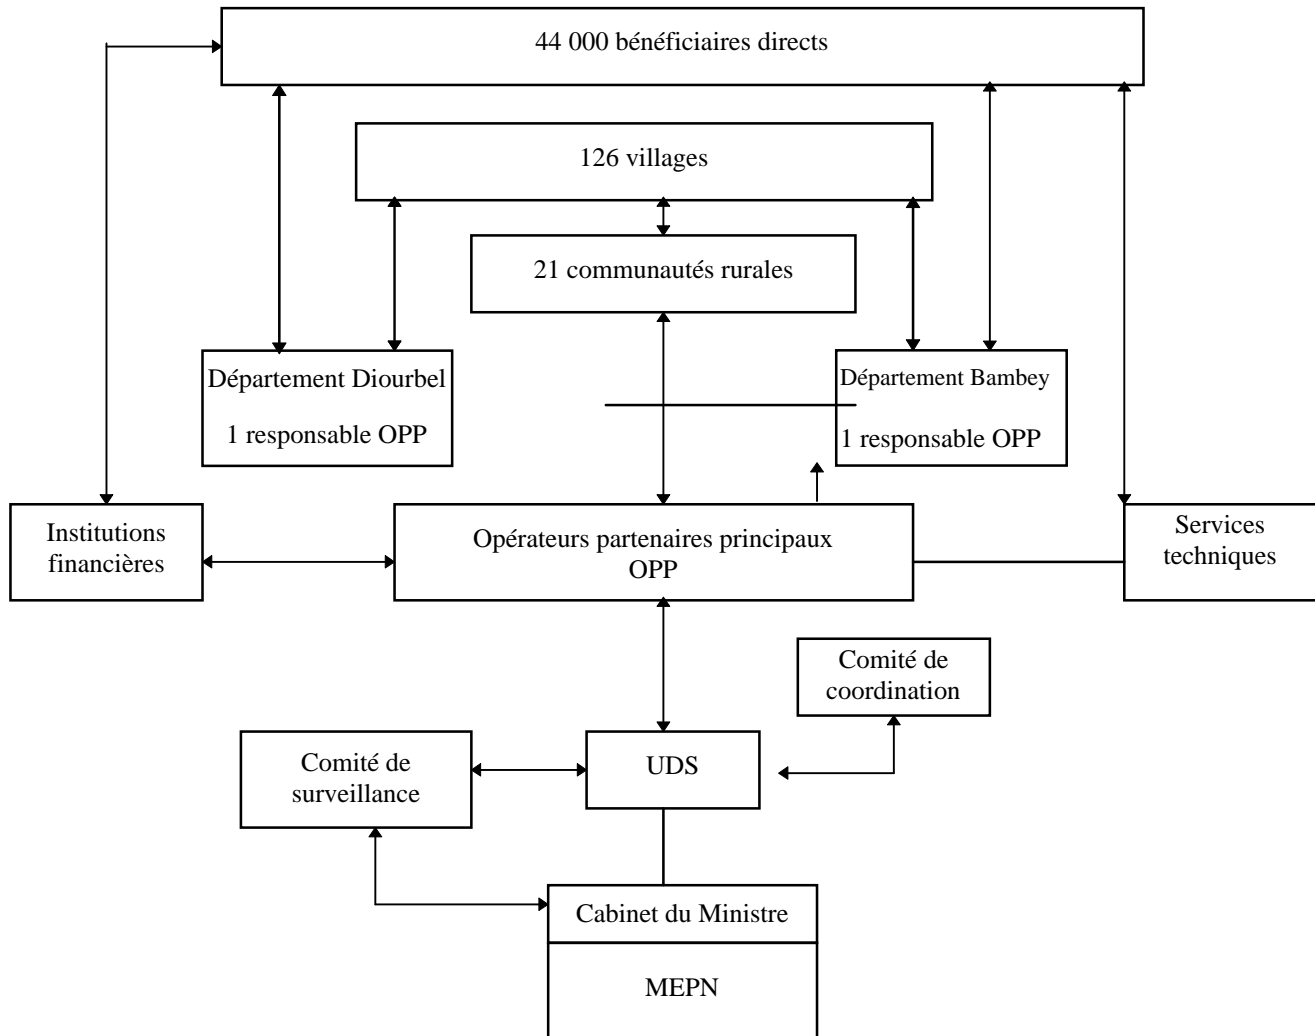 44 000 bénéficiaires directs
126 villages
21 communautés rurales
Département Diourbel
1 responsable OPP
Département Bambey
1 responsable OPP
Institutions
financières
Opérateurs partenaires principaux
OPP
Services
techniques
Comité de
coordination
Comité de
surveillance
UDS
Cabinet du Ministre
MEPN